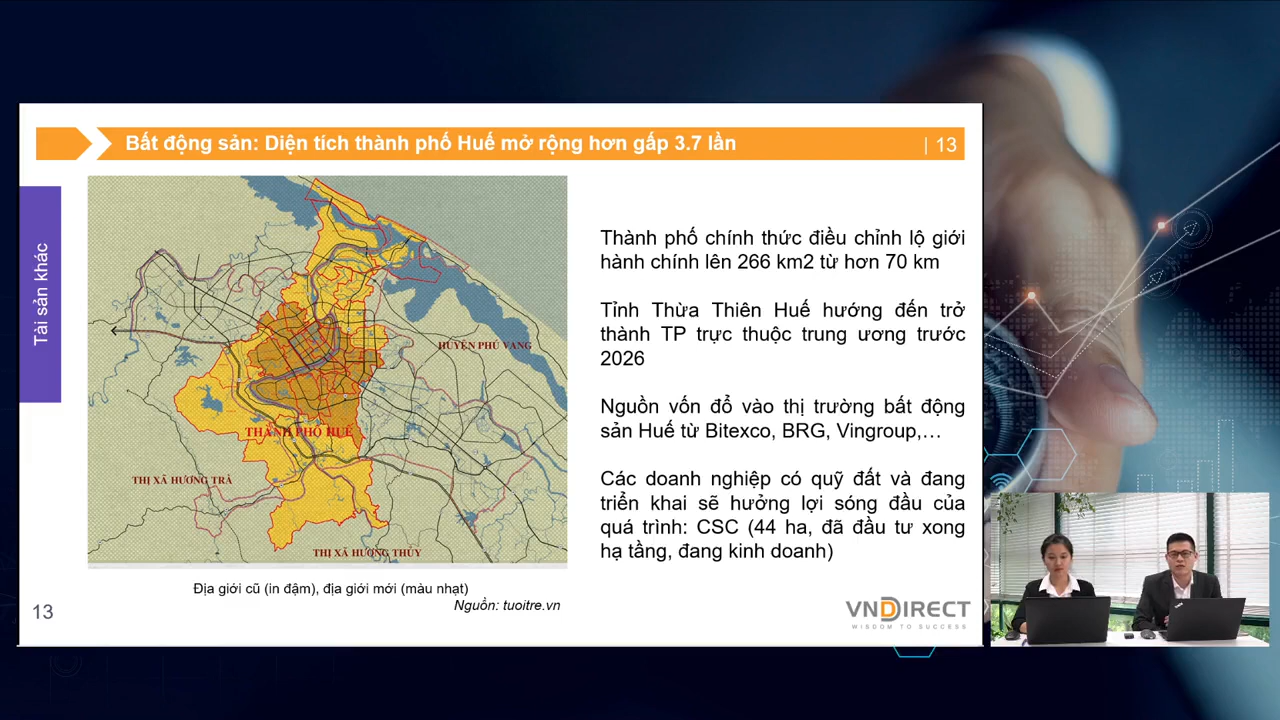 Bất động sản: Diện tích thành phố Huế mở rộng hơn gấp 3.7 lần
| 13
Tài sản khác
HUYỆN PHÚ VANG
THÀNH PHỐ HUẾ
THỊ XÃ HƯƠNG TRÀ
THỊ XÃ HƯƠNG THỦY
Địa giới cũ (in đậm), địa giới mới (màu nhạt)
Nguồn: tuoitre.vn
Thành phố chính thức điều chỉnh lộ giới
hành chính lên 266 km2 từ hơn 70 km
Tỉnh Thừa Thiên Huế hướng đến trở
thành TP trực thuộc trung ương trước
2026
Nguồn vốn đổ vào thị trường bất động
sản Huế từ Bitexco, BRG, Vingroup,…
Các doanh nghiệp có quỹ đất và đang
triển khai sẽ hưởng lợi sóng đầu của
quá trình: CSC (44 ha, đã đầu tư xong
hạ tầng, đang kinh doanh)
13
VNDIRECT
WISDOM TO SUCCESS